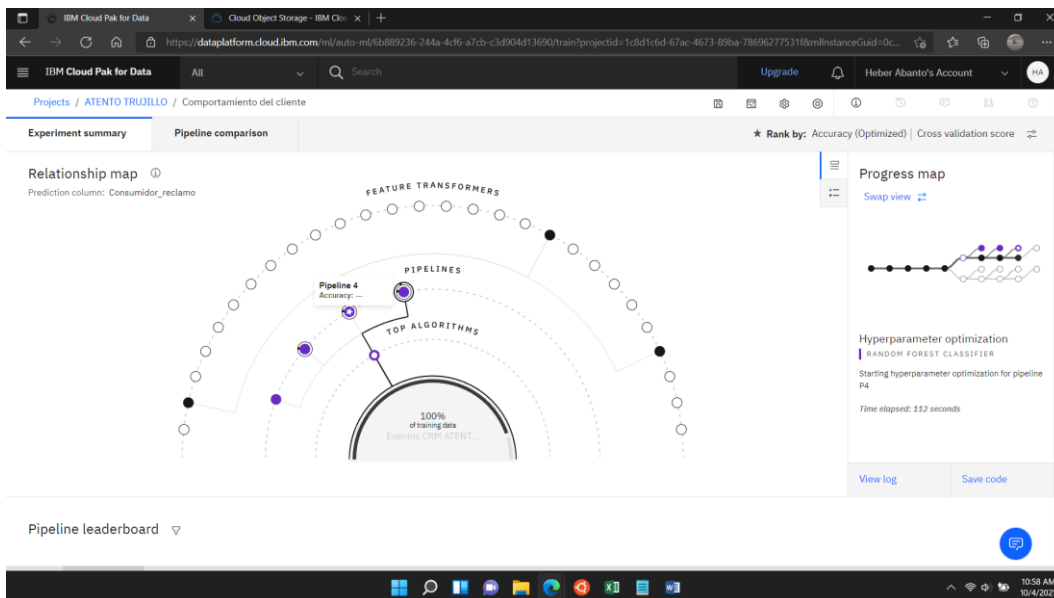 IBM Cloud Pak for Data
Cloud Object Storage - IBM Clou
https://dataplatform.cloud.ibm.com/ml/auto-ml/6b889236-244a-4cf6-a7cb-c3d904d13690/train?projectid=1c8d1c6d-67ac-4673-89ba-78696277531f&mlInstanceGuid=0c...
IBM Cloud Pak for Data
All
Search
Upgrade
Heber Abanto's Account
HA
Projects / ATENTO TRUJILLO / Comportamiento del cliente
Experiment summary
Pipeline comparison
Rank by: Accuracy (Optimized) | Cross validation score
Relationship map
Prediction column: Consumidor_reclamo
FEATURE TRANSFORMERS
PIPELINES
Pipeline 4
Accuracy: ---
TOP ALGORITHMS
100%
of training data
Eventos CRM ATENT...
Progress map
Swap view
Hyperparameter optimization
RANDOM FOREST CLASSIFIER
Starting hyperparameter optimization for pipeline
P4
Time elapsed: 112 seconds
View log
Save code
Pipeline leaderboard
10:58 AM